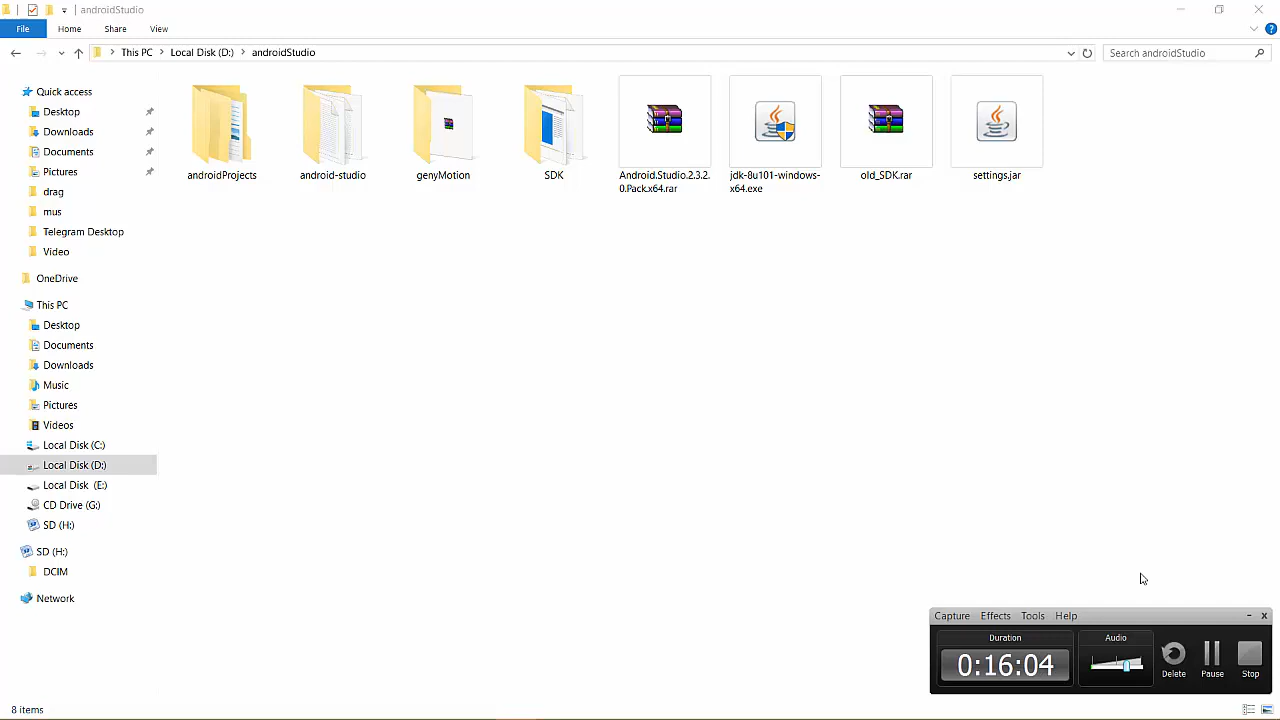 androidStudio
File Home Share View
This PC Local Disk (D:) androidStudio Search androidStudio
Quick access
Desktop
Downloads
Documents
Pictures
drag
mus
Telegram Desktop
Video
OneDrive
This PC
Desktop
Documents
Downloads
Music
Pictures
Videos
Local Disk (C:)
Local Disk (D:)
Local Disk (E:)
CD Drive (G:)
SD (H:)
SD (H:)
DCIM
Network
androidProjects
android-studio
genyMotion
SDK
Android.Studio.2.3.2.
0.Pack.x64.rar
jdk-8u101-windows-
x64.exe
old_SDK.rar
settings.jar
Capture Effects Tools Help
Duration
0:16:04
Audio
Delete
Pause
Stop
8 items